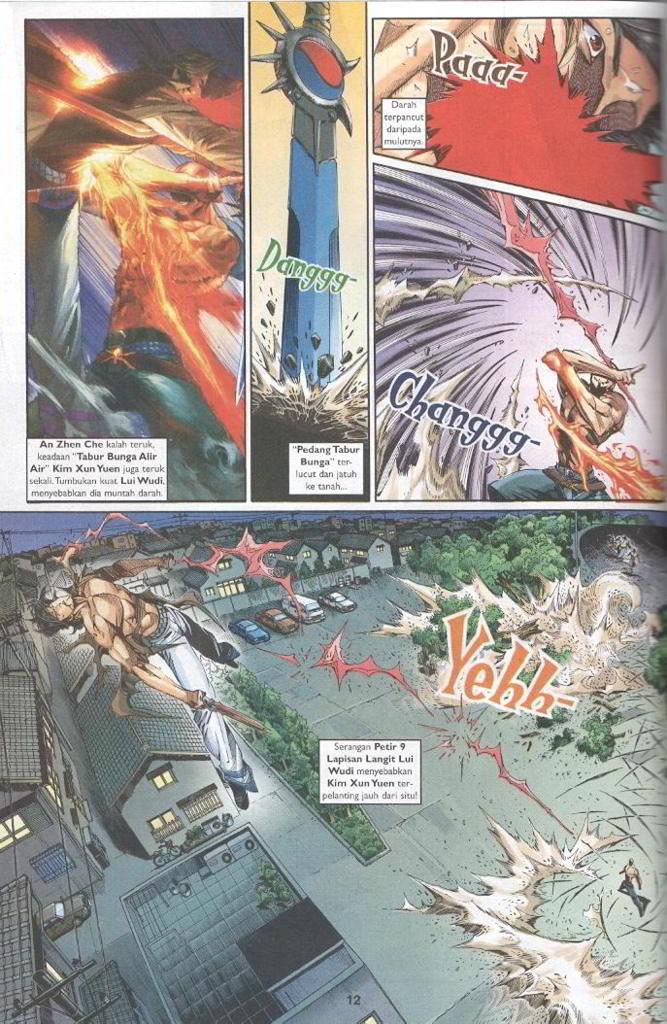 An Zhen Che kalah teruk,
keadaan "Tabur Bunga Alir
Air" Kim Xun Yuen juga teruk
sekali. Tumbukan kuat Lui Wudi,
menyebabkan dia muntah darah.
Danggg-
"Pedang Tabur
Bunga" ter-
lucut dan jatuh
ke tanah...
Paaa-
Darah
terpancut
daripada
mulutnya.
Changgg-
Yehh-
Serangan Petir 9
Lapisan Langit Lui
Wudi menyebabkan
Kim Xun Yuen ter-
pelanting jauh dari situ!
12